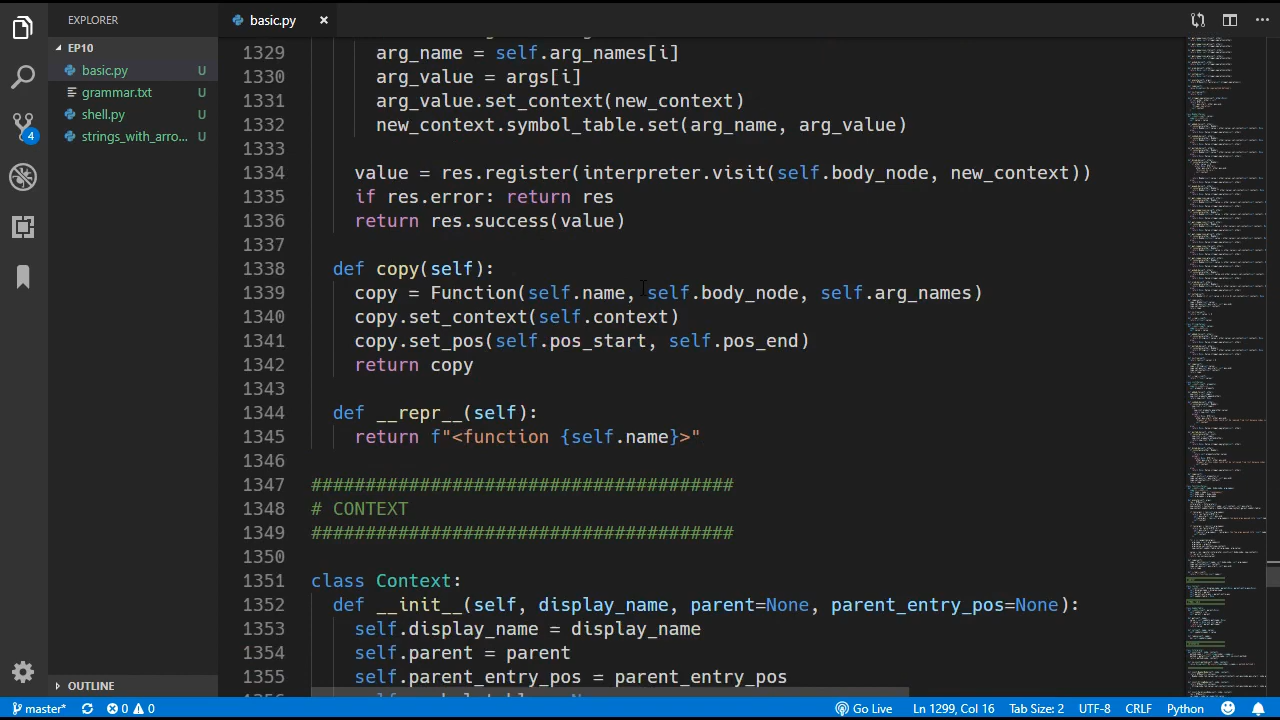 EXPLORER
basic.py ×
EP10
basic.py U
grammar.txt U
shell.py U
strings_with_arro... U
4
OUTLINE
1329 arg_name = self.arg_names[i]
1330 arg_value = args[i]
1331 arg_value.set_context(new_context)
1332 new_context.symbol_table.set(arg_name, arg_value)
1333
1334 value = res.register(interpreter.visit(self.body_node, new_context))
1335 if res.error: return res
1336 return res.success(value)
1337
1338 def copy(self):
1339 copy = Function(self.name, self.body_node, self.arg_names)
1340 copy.set_context(self.context)
1341 copy.set_pos(self.pos_start, self.pos_end)
1342 return copy
1343
1344 def __repr__(self):
1345 return f"<function {self.name}>"
1346
1347 #######################################
1348 # CONTEXT
1349 #######################################
1350
1351 class Context:
1352 def __init__(self, display_name, parent=None, parent_entry_pos=None):
1353 self.display_name = display_name
1354 self.parent = parent
1355 self.parent_entry_pos = parent_entry_pos
master* 0 0 Go Live Ln 1299, Col 16 Tab Size: 2 UTF-8 CRLF Python